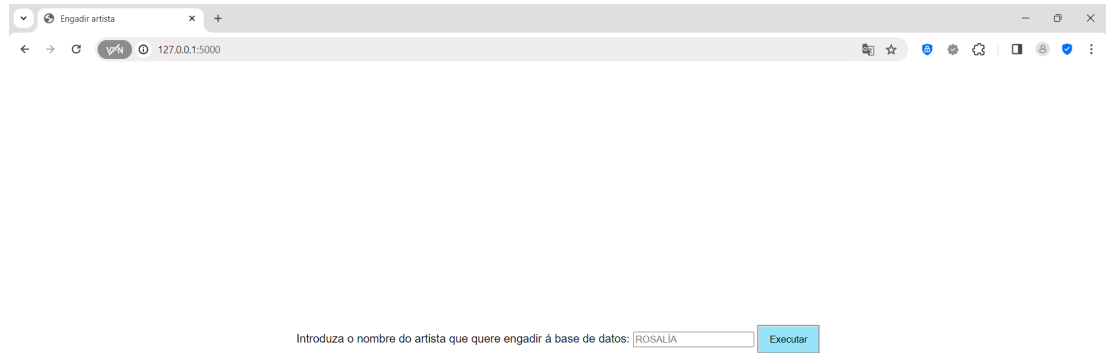 Engadir artista
VPN 127.0.0.1:5000
Introduza o nombre do artista que quere engadir á base de datos: ROSALÍA Executar